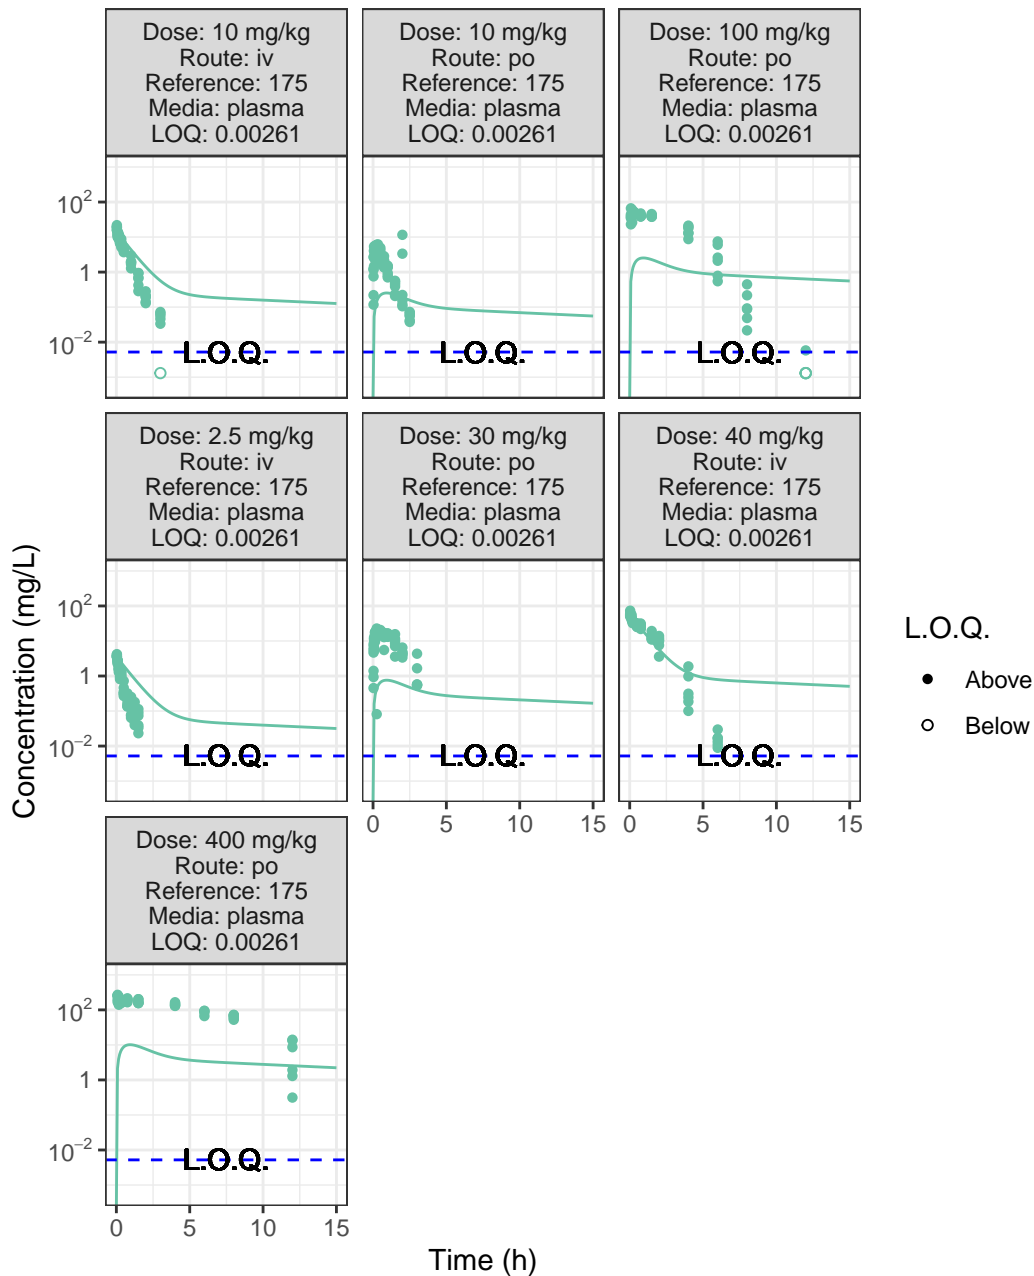 Dose: 10 mg/kg
Route: iv
Reference: 175
Media: plasma
LOQ: 0.00261
Dose: 10 mg/kg
Route: po
Reference: 175
Media: plasma
LOQ: 0.00261
Dose: 100 mg/kg
Route: po
Reference: 175
Media: plasma
LOQ: 0.00261
10²
1
10⁻²
L.O.Q.
L.O.Q.
L.O.Q.
Dose: 2.5 mg/kg
Route: iv
Reference: 175
Media: plasma
LOQ: 0.00261
Dose: 30 mg/kg
Route: po
Reference: 175
Media: plasma
LOQ: 0.00261
Dose: 40 mg/kg
Route: iv
Reference: 175
Media: plasma
LOQ: 0.00261
10²
1
10⁻²
L.O.Q.
L.O.Q.
L.O.Q.
0 5 10 15
0 5 10 15
Dose: 400 mg/kg
Route: po
Reference: 175
Media: plasma
LOQ: 0.00261
10²
1
10⁻²
L.O.Q.
0 5 10 15
Time (h)
Concentration (mg/L)
L.O.Q.
Above
Below